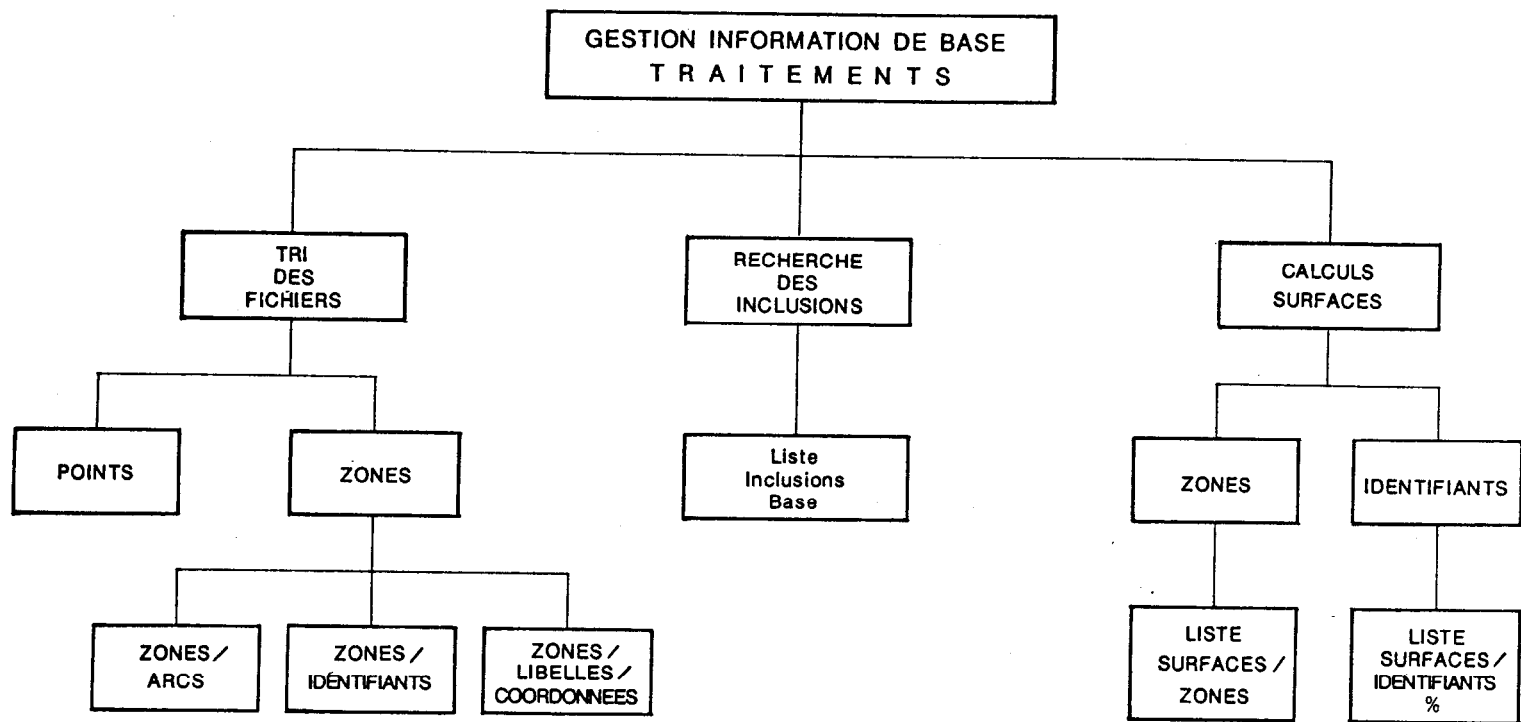 GESTION INFORMATION DE BASE
TRAITEMENTS
TRI
DES
FICHIERS
RECHERCHE
DES
INCLUSIONS
CALCULS
SURFACES
POINTS
ZONES
Liste
Inclusions
Base
ZONES
IDENTIFIANTS
ZONES/
ARCS
ZONES/
IDENTIFIANTS
ZONES/
LIBELLES/
COORDONNEES
LISTE
SURFACES/
ZONES
LISTE
SURFACES/
IDENTIFIANTS
%